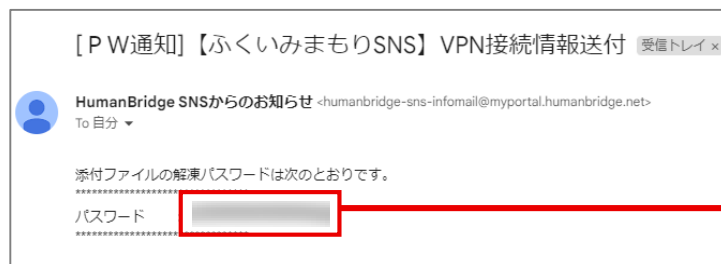 [ＰＷ通知]【ふくいみまもりSNS】VPN接続情報送付 受信トレイ ×
HumanBridge SNSからのお知らせ <humanbridge-sns-infomail@myportal.humanbridge.net>
To 自分 ▼
添付ファイルの解凍パスワードは次のとおりです。
********************************
パスワード
********************************